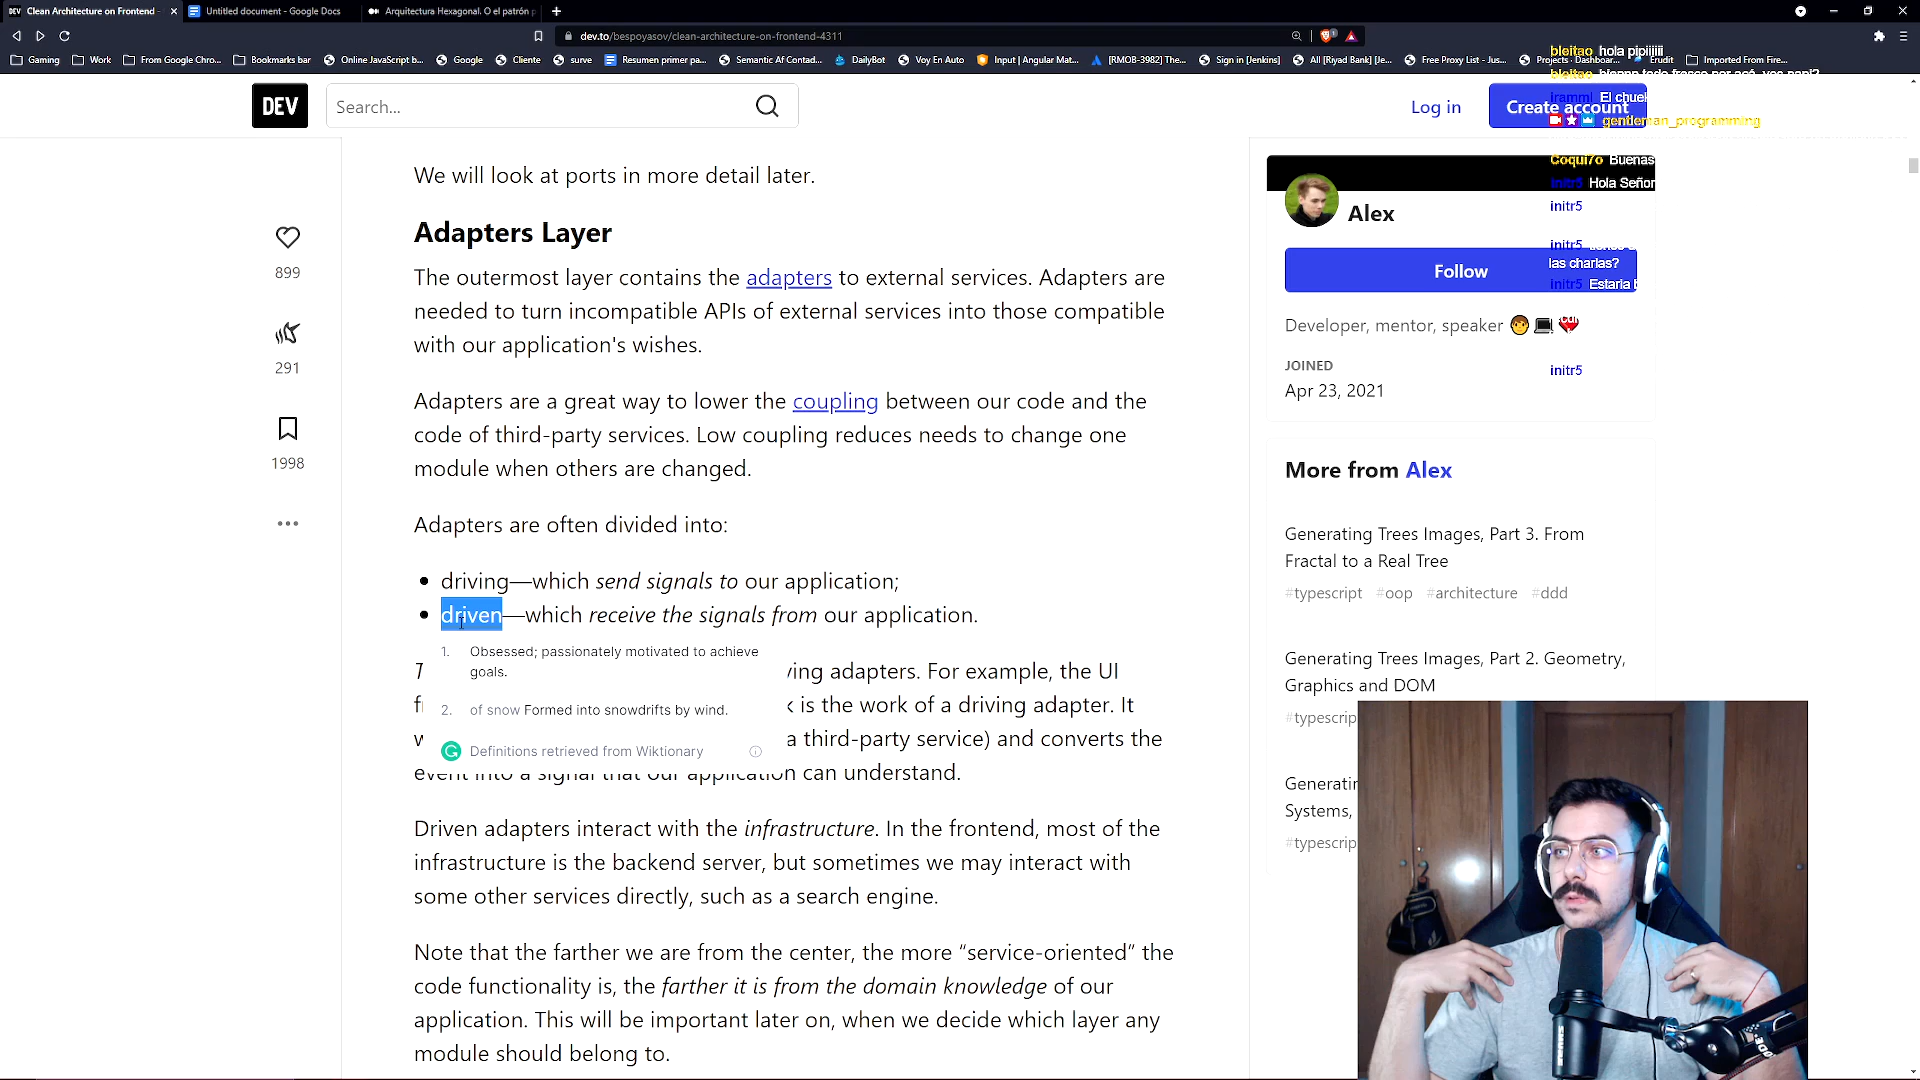 Clean Architecture on Frontend -
Untitled document - Google Docs
Arquitectura Hexagonal. O el patrón p
dev.to/bespoyasov/clean-architecture-on-frontend-4311
Gaming
Work
From Google Chro...
Bookmarks bar
Online JavaScript b...
Google
Cliente
surve
Resumen primer pa...
Semantic Af Contad...
DailyBot
Voy En Auto
Input | Angular Mat...
[RMOB-3982] The...
Sign in [Jenkins]
All [Riyad Bank] [Je...
Free Proxy List - Jus...
Projects - Dashboar...
Erudit
Imported From Fire...
bleitao hola pipiiiiii
DEV
Search...
Log in
Create account
iramml El chuek
gentleman_programming
Coqui7o Buenas
initr5 Hola Señor
initr5
initr5
las charlas?
initr5 Estaria b
initr5
We will look at ports in more detail later.
Adapters Layer
The outermost layer contains the adapters to external services. Adapters are
needed to turn incompatible APIs of external services into those compatible
with our application's wishes.
Adapters are a great way to lower the coupling between our code and the
code of third-party services. Low coupling reduces needs to change one
module when others are changed.
Adapters are often divided into:
driving—which send signals to our application;
driven—which receive the signals from our application.
1. Obsessed; passionately motivated to achieve
goals.
2. of snow Formed into snowdrifts by wind.
Definitions retrieved from Wiktionary
ving adapters. For example, the UI
k is the work of a driving adapter. It
a third-party service) and converts the
event into a signal that our application can understand.
Driven adapters interact with the infrastructure. In the frontend, most of the
infrastructure is the backend server, but sometimes we may interact with
some other services directly, such as a search engine.
Note that the farther we are from the center, the more “service-oriented” the
code functionality is, the farther it is from the domain knowledge of our
application. This will be important later on, when we decide which layer any
module should belong to.
899
291
1998
Alex
Follow
Developer, mentor, speaker
JOINED
Apr 23, 2021
More from Alex
Generating Trees Images, Part 3. From
Fractal to a Real Tree
#typescript #oop #architecture #ddd
Generating Trees Images, Part 2. Geometry,
Graphics and DOM
#typescrip
Generatin
Systems,
#typescrip